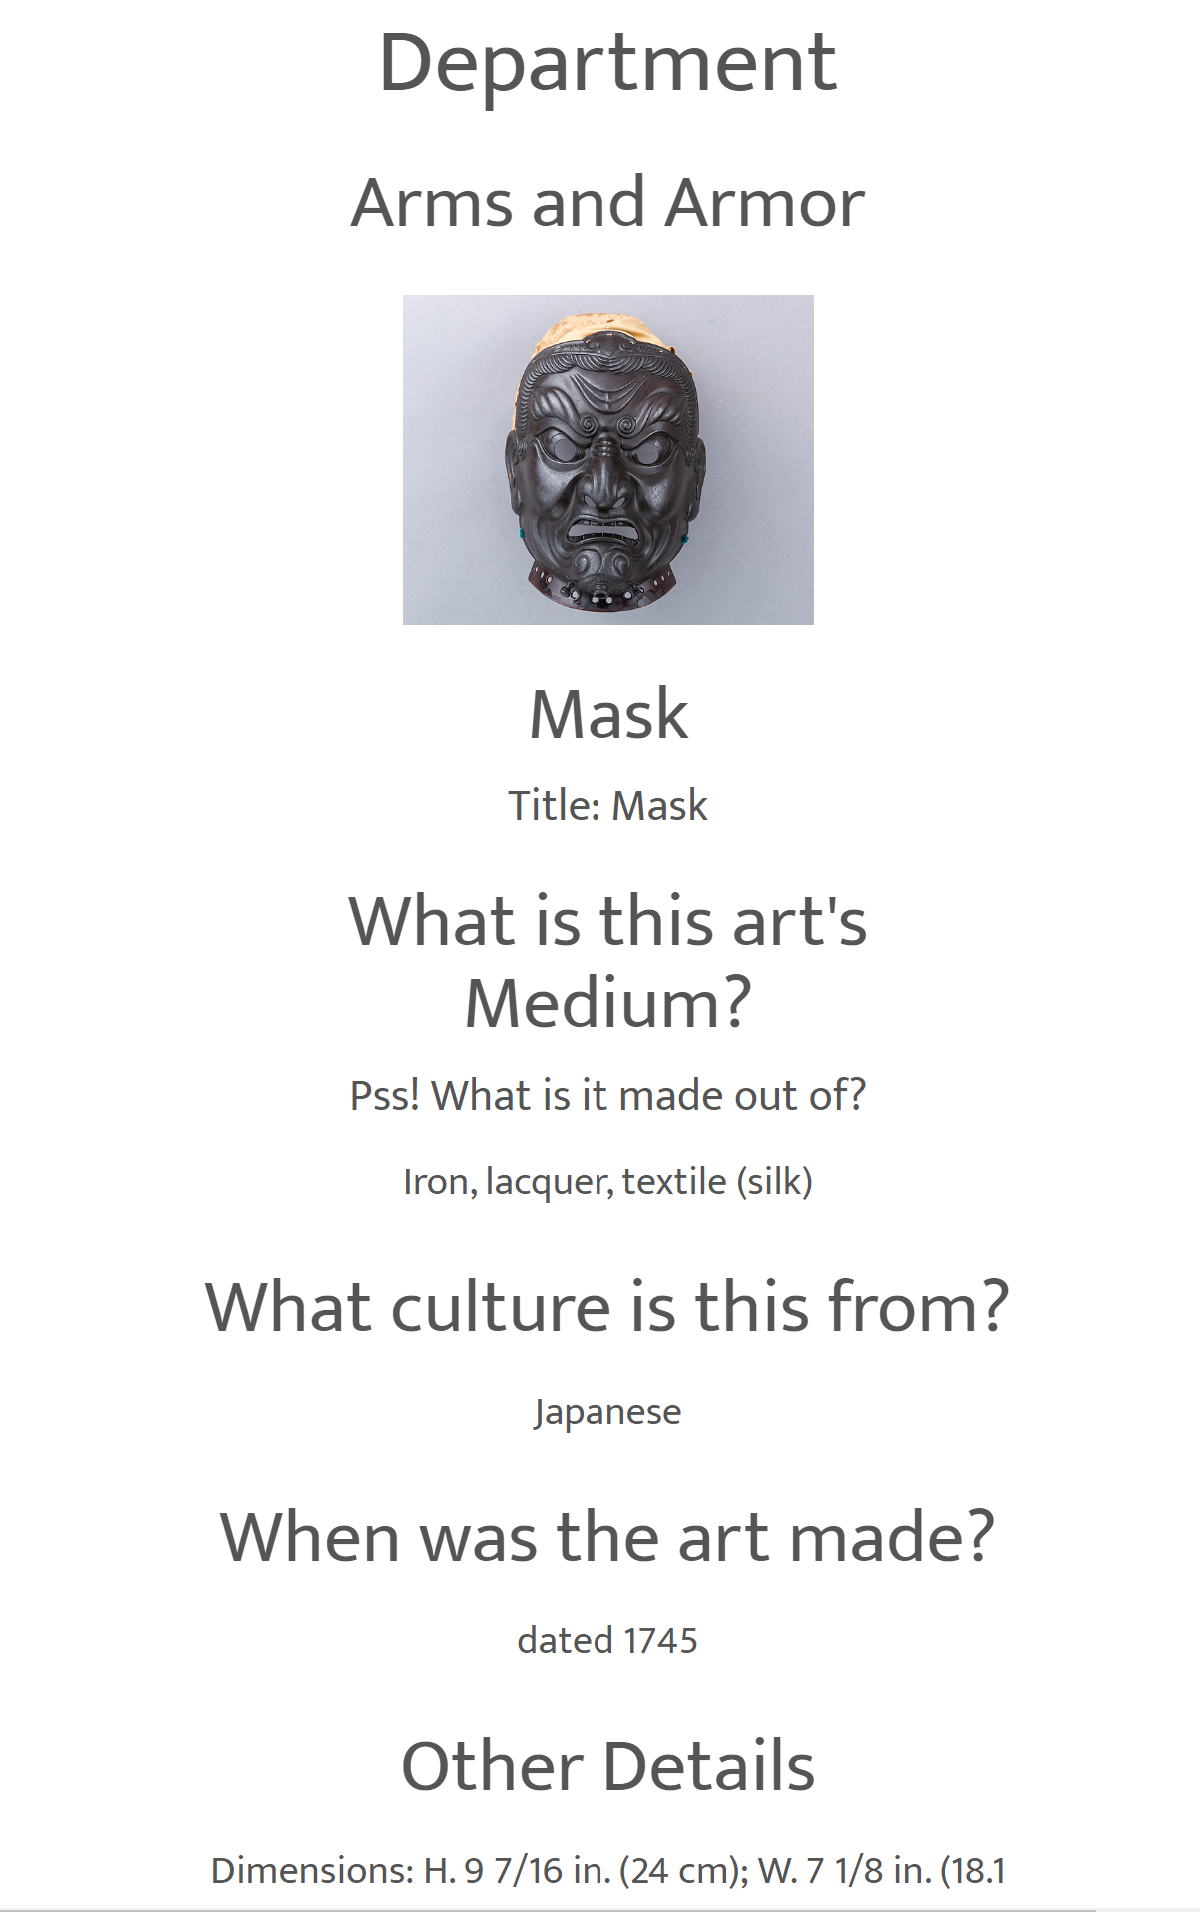 Department
Arms and Armor
Mask
Title: Mask
What is this art's
Medium?
Pss! What is it made out of?
Iron, lacquer, textile (silk)
What culture is this from?
Japanese
When was the art made?
dated 1745
Other Details
Dimensions: H. 9 7/16 in. (24 cm); W. 7 1/8 in. (18.1